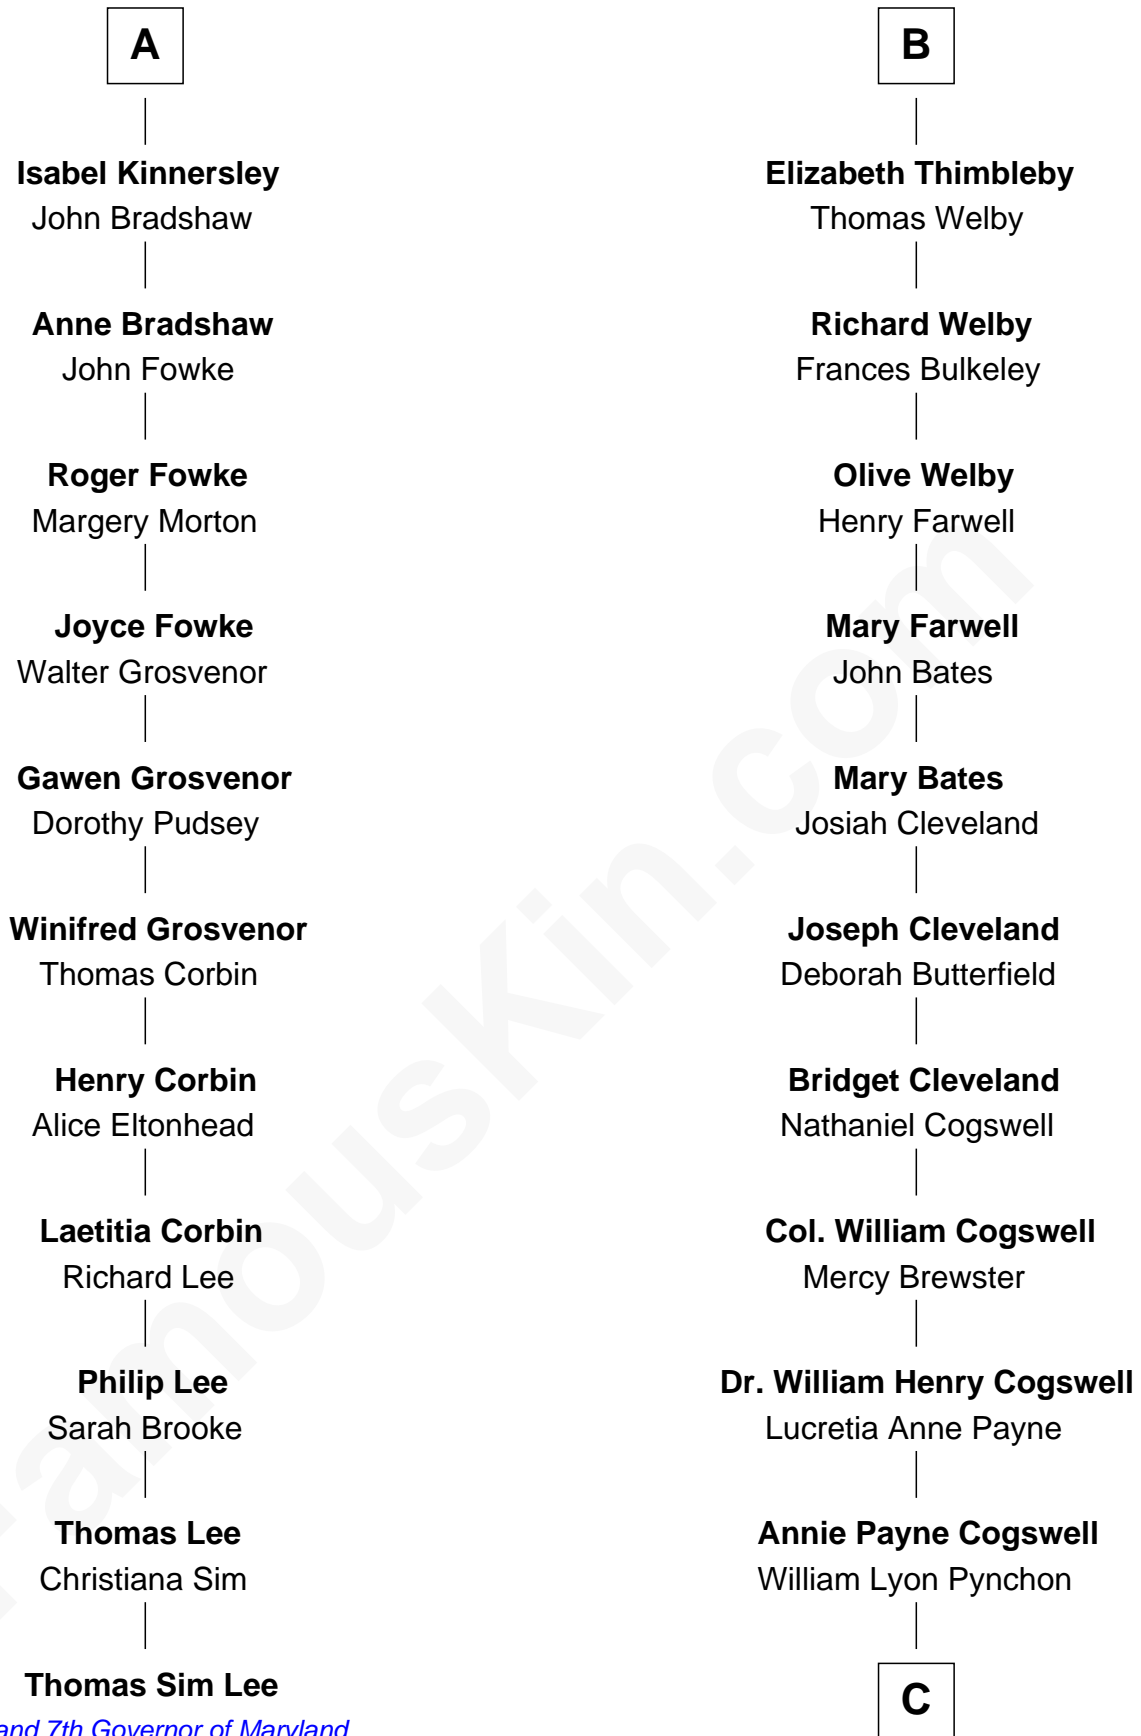 A
Isabel Kinnersley
John Bradshaw
Anne Bradshaw
John Fowke
Roger Fowke
Margery Morton
Joyce Fowke
Walter Grosvenor
Gawen Grosvenor
Dorothy Pudsey
Winifred Grosvenor
Thomas Corbin
Henry Corbin
Alice Eltonhead
Laetitia Corbin
Richard Lee
Philip Lee
Sarah Brooke
Thomas Lee
Christiana Sim
Thomas Sim Lee
and 7th Governor of Maryland
B
Elizabeth Thimbleby
Thomas Welby
Richard Welby
Frances Bulkeley
Olive Welby
Henry Farwell
Mary Farwell
John Bates
Mary Bates
Josiah Cleveland
Joseph Cleveland
Deborah Butterfield
Bridget Cleveland
Nathaniel Cogswell
Col. William Cogswell
Mercy Brewster
Dr. William Henry Cogswell
Lucretia Anne Payne
Annie Payne Cogswell
William Lyon Pynchon
C
FamousKin.com